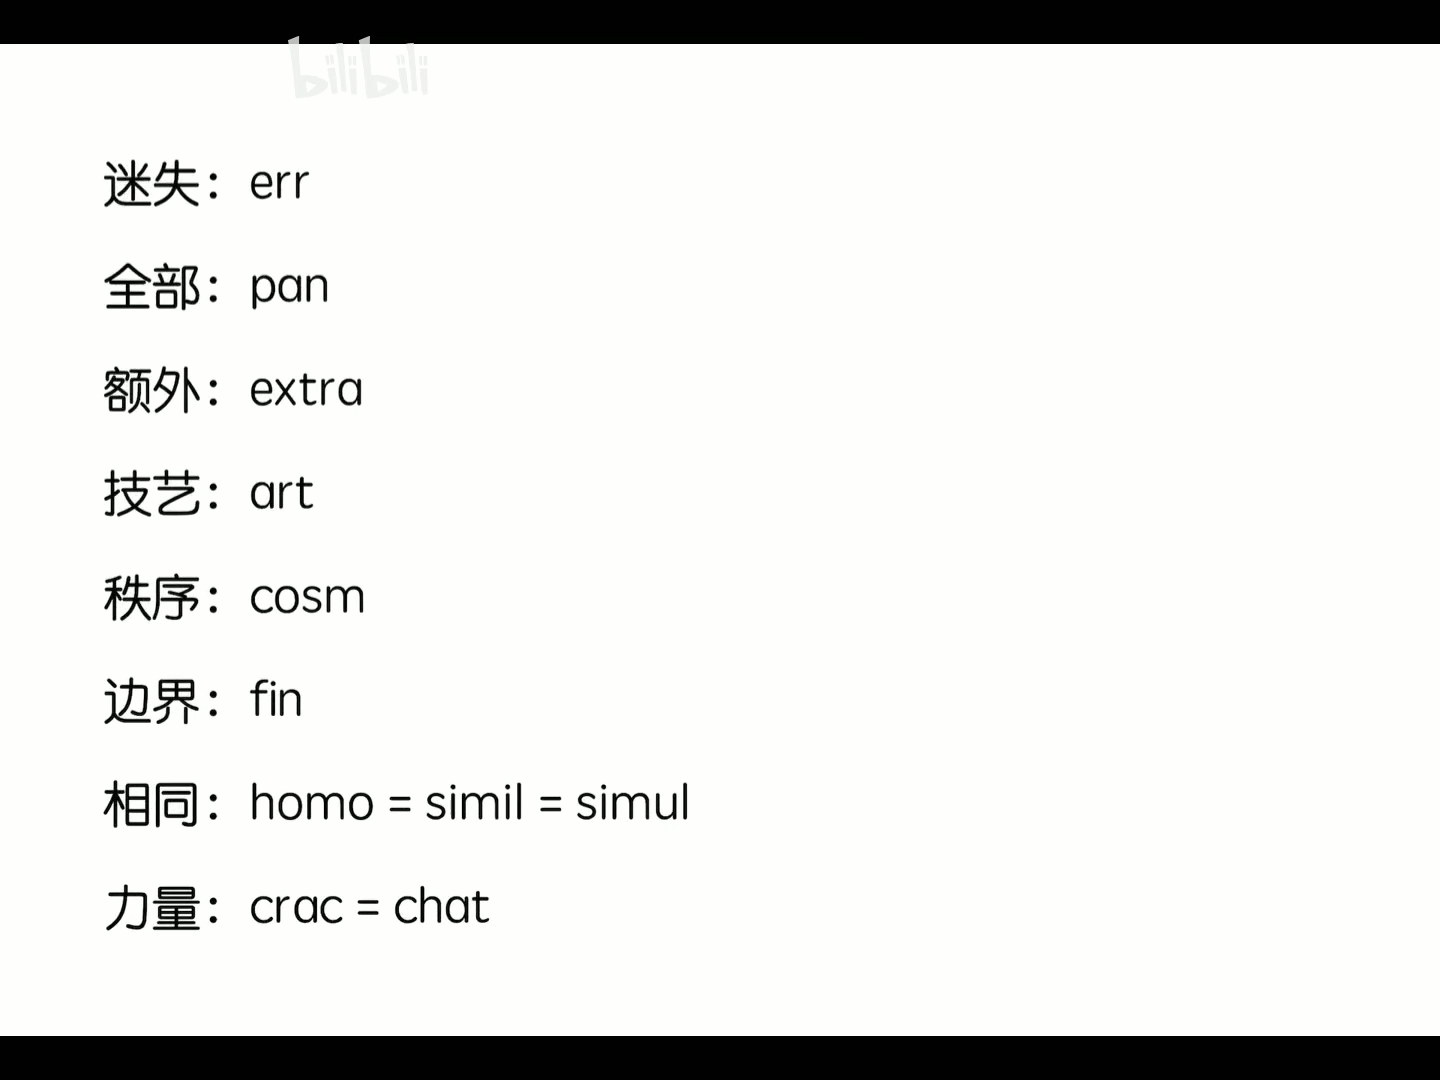 bilibili
迷失：err
全部：pan
额外：extra
技艺：art
秩序：cosm
边界：fin
相同：homo = simil = simul
力量：crac = chat